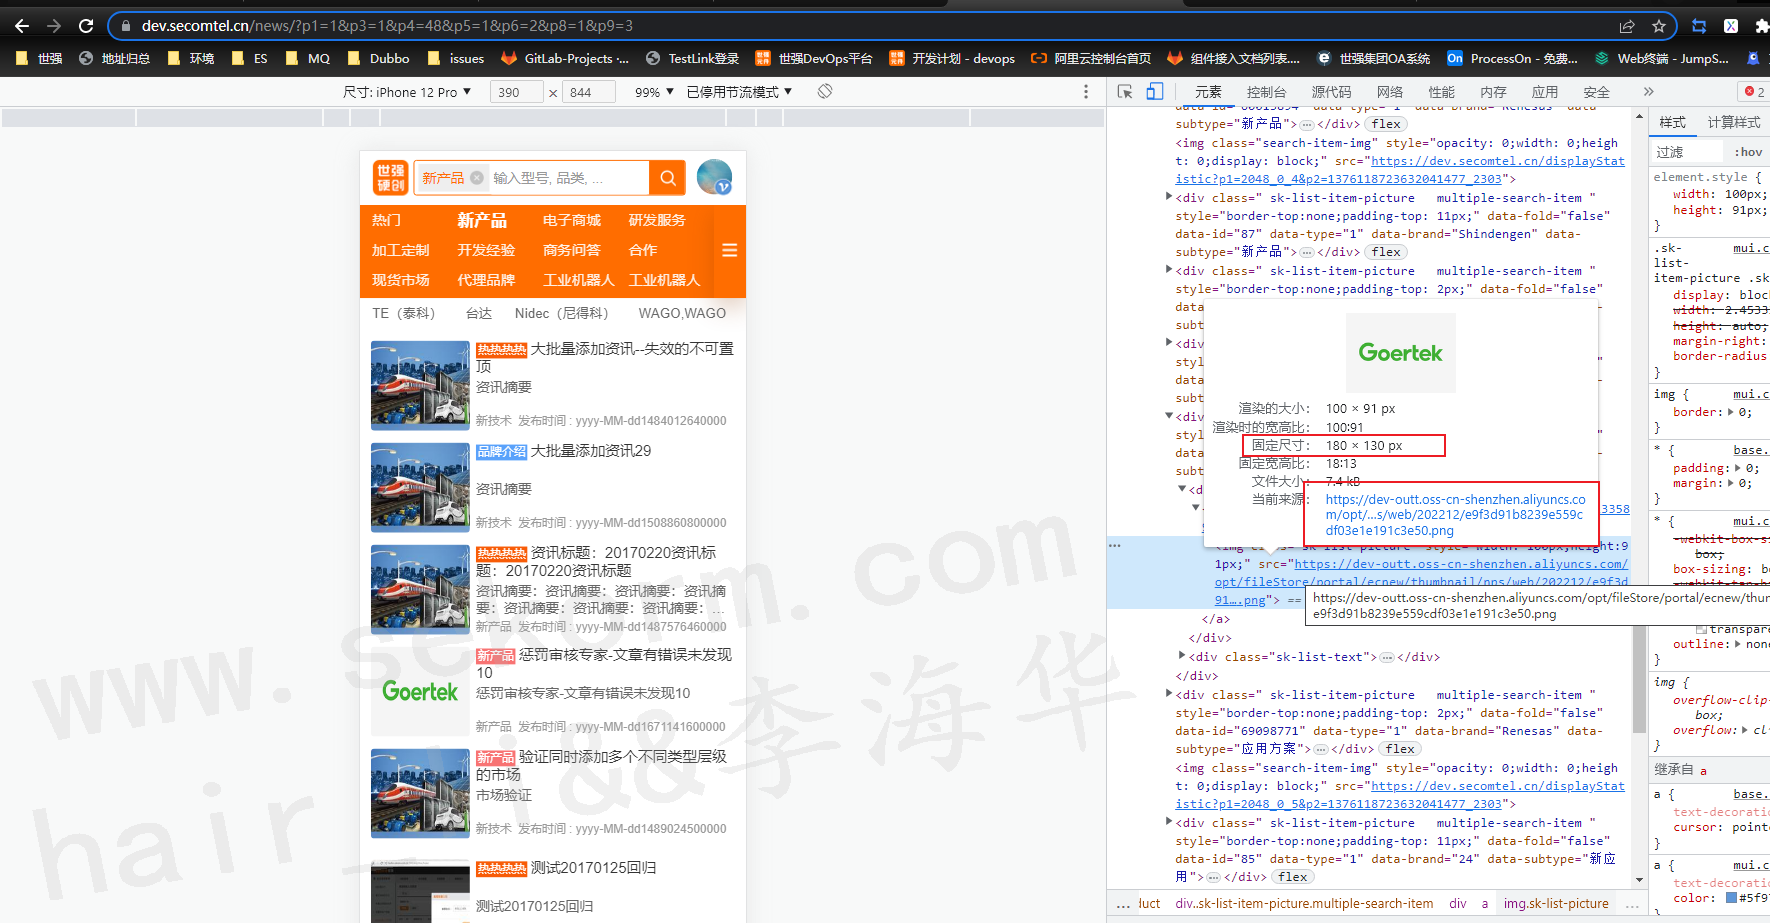 dev.secomtel.cn/news/?p1=1&p3=1&p4=48&p5=1&p6=2&p8=1&p9=3
世强 地址归总 环境 ES MQ Dubbo issues GitLab-Projects ·... TestLink登录 世强DevOps平台 开发计划 - devops 阿里云控制台首页 组件接入文档列表.... 世强集团OA系统 ProcessOn - 免费... Web终端 - JumpS...
尺寸: iPhone 12 Pro ▼ 390 × 844 99% ▼ 已停用节流模式 ▼
元素 控制台 源代码 网络 性能 内存 应用 安全 » 2
世强
硬创
新产品 输入型号, 品类, ...
热门 新产品 电子商城 研发服务
加工定制 开发经验 商务问答 合作
现货市场 代理品牌 工业机器人 工业机器人
TE（泰科） 台达 Nidec（尼得科） WAGO,WAGO
热热热热 大批量添加资讯--失效的不可置
顶
资讯摘要
新技术 发布时间 : yyyy-MM-dd1484012640000
品牌介绍 大批量添加资讯29
资讯摘要
新技术 发布时间 : yyyy-MM-dd1508860800000
热热热热 资讯标题：20170220资讯标
题：20170220资讯标题
资讯摘要：资讯摘要：资讯摘要：资讯摘
要：资讯摘要：资讯摘要：资讯摘要：...
新产品 发布时间 : yyyy-MM-dd1487576460000
Goertek
新产品 惩罚审核专家-文章有错误未发现
10
惩罚审核专家-文章有错误未发现10
新产品 发布时间 : yyyy-MM-dd1671141600000
新产品 验证同时添加多个不同类型层级
的市场
市场验证
新技术 发布时间 : yyyy-MM-dd1489024500000
热热热热 测试20170125回归
测试20170125回归
www.sekorm.com
hair_li&&李海华
subtype="新产品">⋯</div> flex
<img class="search-item-img" style="opacity: 0;width: 0;heigh
t: 0;display: block;" src="https://dev.secomtel.cn/displayStat
istic?p1=2048_0_4&p2=1376118723632041477_2303">
<div class=" sk-list-item-picture multiple-search-item "
style="border-top:none;padding-top: 11px;" data-fold="false"
data-id="87" data-type="1" data-brand="Shindengen" data-
subtype="新产品">⋯</div> flex
<div class=" sk-list-item-picture multiple-search-item "
style="border-top:none;padding-top: 2px;" data-fold="false"
data
subt
<div
styl
data
subt
<div
styl
Goertek
渲染的大小： 100 × 91 px
渲染时的宽高比： 100∶91
固定尺寸： 180 × 130 px
固定宽高比： 18∶13
文件大小： 7.4 kB
当前来源： https://dev-outt.oss-cn-shenzhen.aliyuncs.co
m/opt/…s/web/202212/e9f3d91b8239e559c
df03e1e191c3e50.png
3358
1px;" src="https://dev-outt.oss-cn-shenzhen.aliyuncs.com/
opt/fileStore/portal/ecnew/thumbnail/nps/web/202212/e9f3d
91….png"> ==
https://dev-outt.oss-cn-shenzhen.aliyuncs.com/opt/fileStore/portal/ecnew/thum
e9f3d91b8239e559cdf03e1e191c3e50.png
</a>
</div>
<div class="sk-list-text">⋯</div>
</div>
<div class=" sk-list-item-picture multiple-search-item "
style="border-top:none;padding-top: 2px;" data-fold="false"
data-id="69098771" data-type="1" data-brand="Renesas" data-
subtype="应用方案">⋯</div> flex
<img class="search-item-img" style="opacity: 0;width: 0;heigh
t: 0;display: block;" src="https://dev.secomtel.cn/displayStat
istic?p1=2048_0_5&p2=1376118723632041477_2303">
<div class=" sk-list-item-picture multiple-search-item "
style="border-top:none;padding-top: 11px;" data-fold="false"
data-id="85" data-type="1" data-brand="24" data-subtype="新应
用">⋯</div> flex
... duct div.sk-list-item-picture.multiple-search-item div a img.sk-list-picture ...
样式 计算样式
过滤 :hov
element.style {
width: 100px;
height: 91px;
}
.sk- mui.c
list-
item-picture .sk
display: bloc
width: 2.4533
height: auto;
margin-right:
border-radius
}
img { mui.c
border: 0;
}
* { base.
padding: 0;
margin: 0;
}
* { mui.c
-webkit-box-s
box;
box-sizing: bo
transpare
outline: none
}
img {
overflow-clip-
box;
overflow: cl
}
继承自 a
a { base.
text-decoratio
cursor: pointe
}
a { mui.c
text-decoratio
color: #5f97